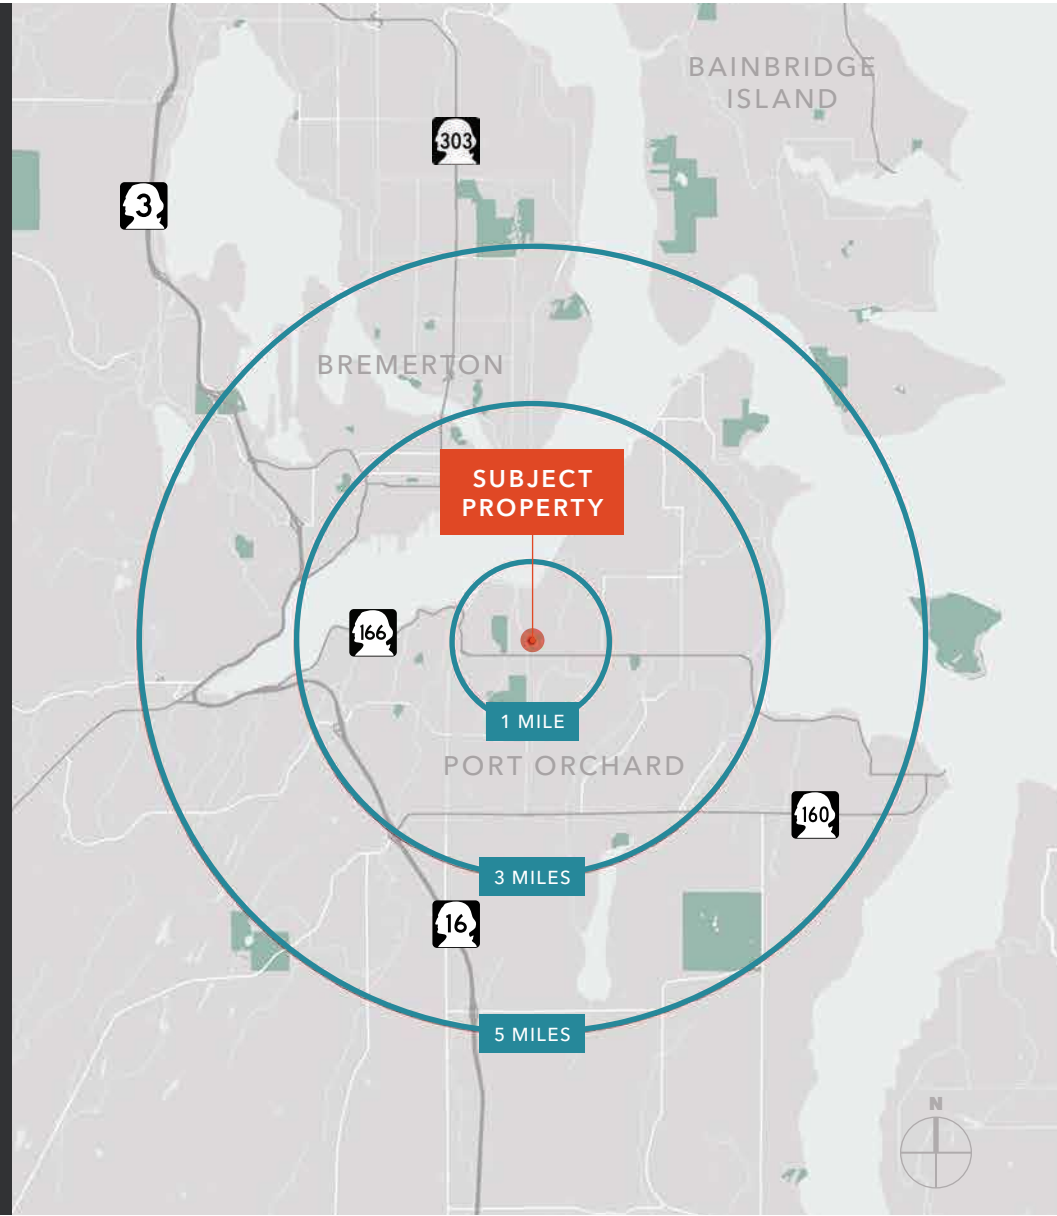 BAINBRIDGE
ISLAND
303
3
BREMERTON
SUBJECT
PROPERTY
166
1 MILE
PORT ORCHARD
160
3 MILES
16
5 MILES
N